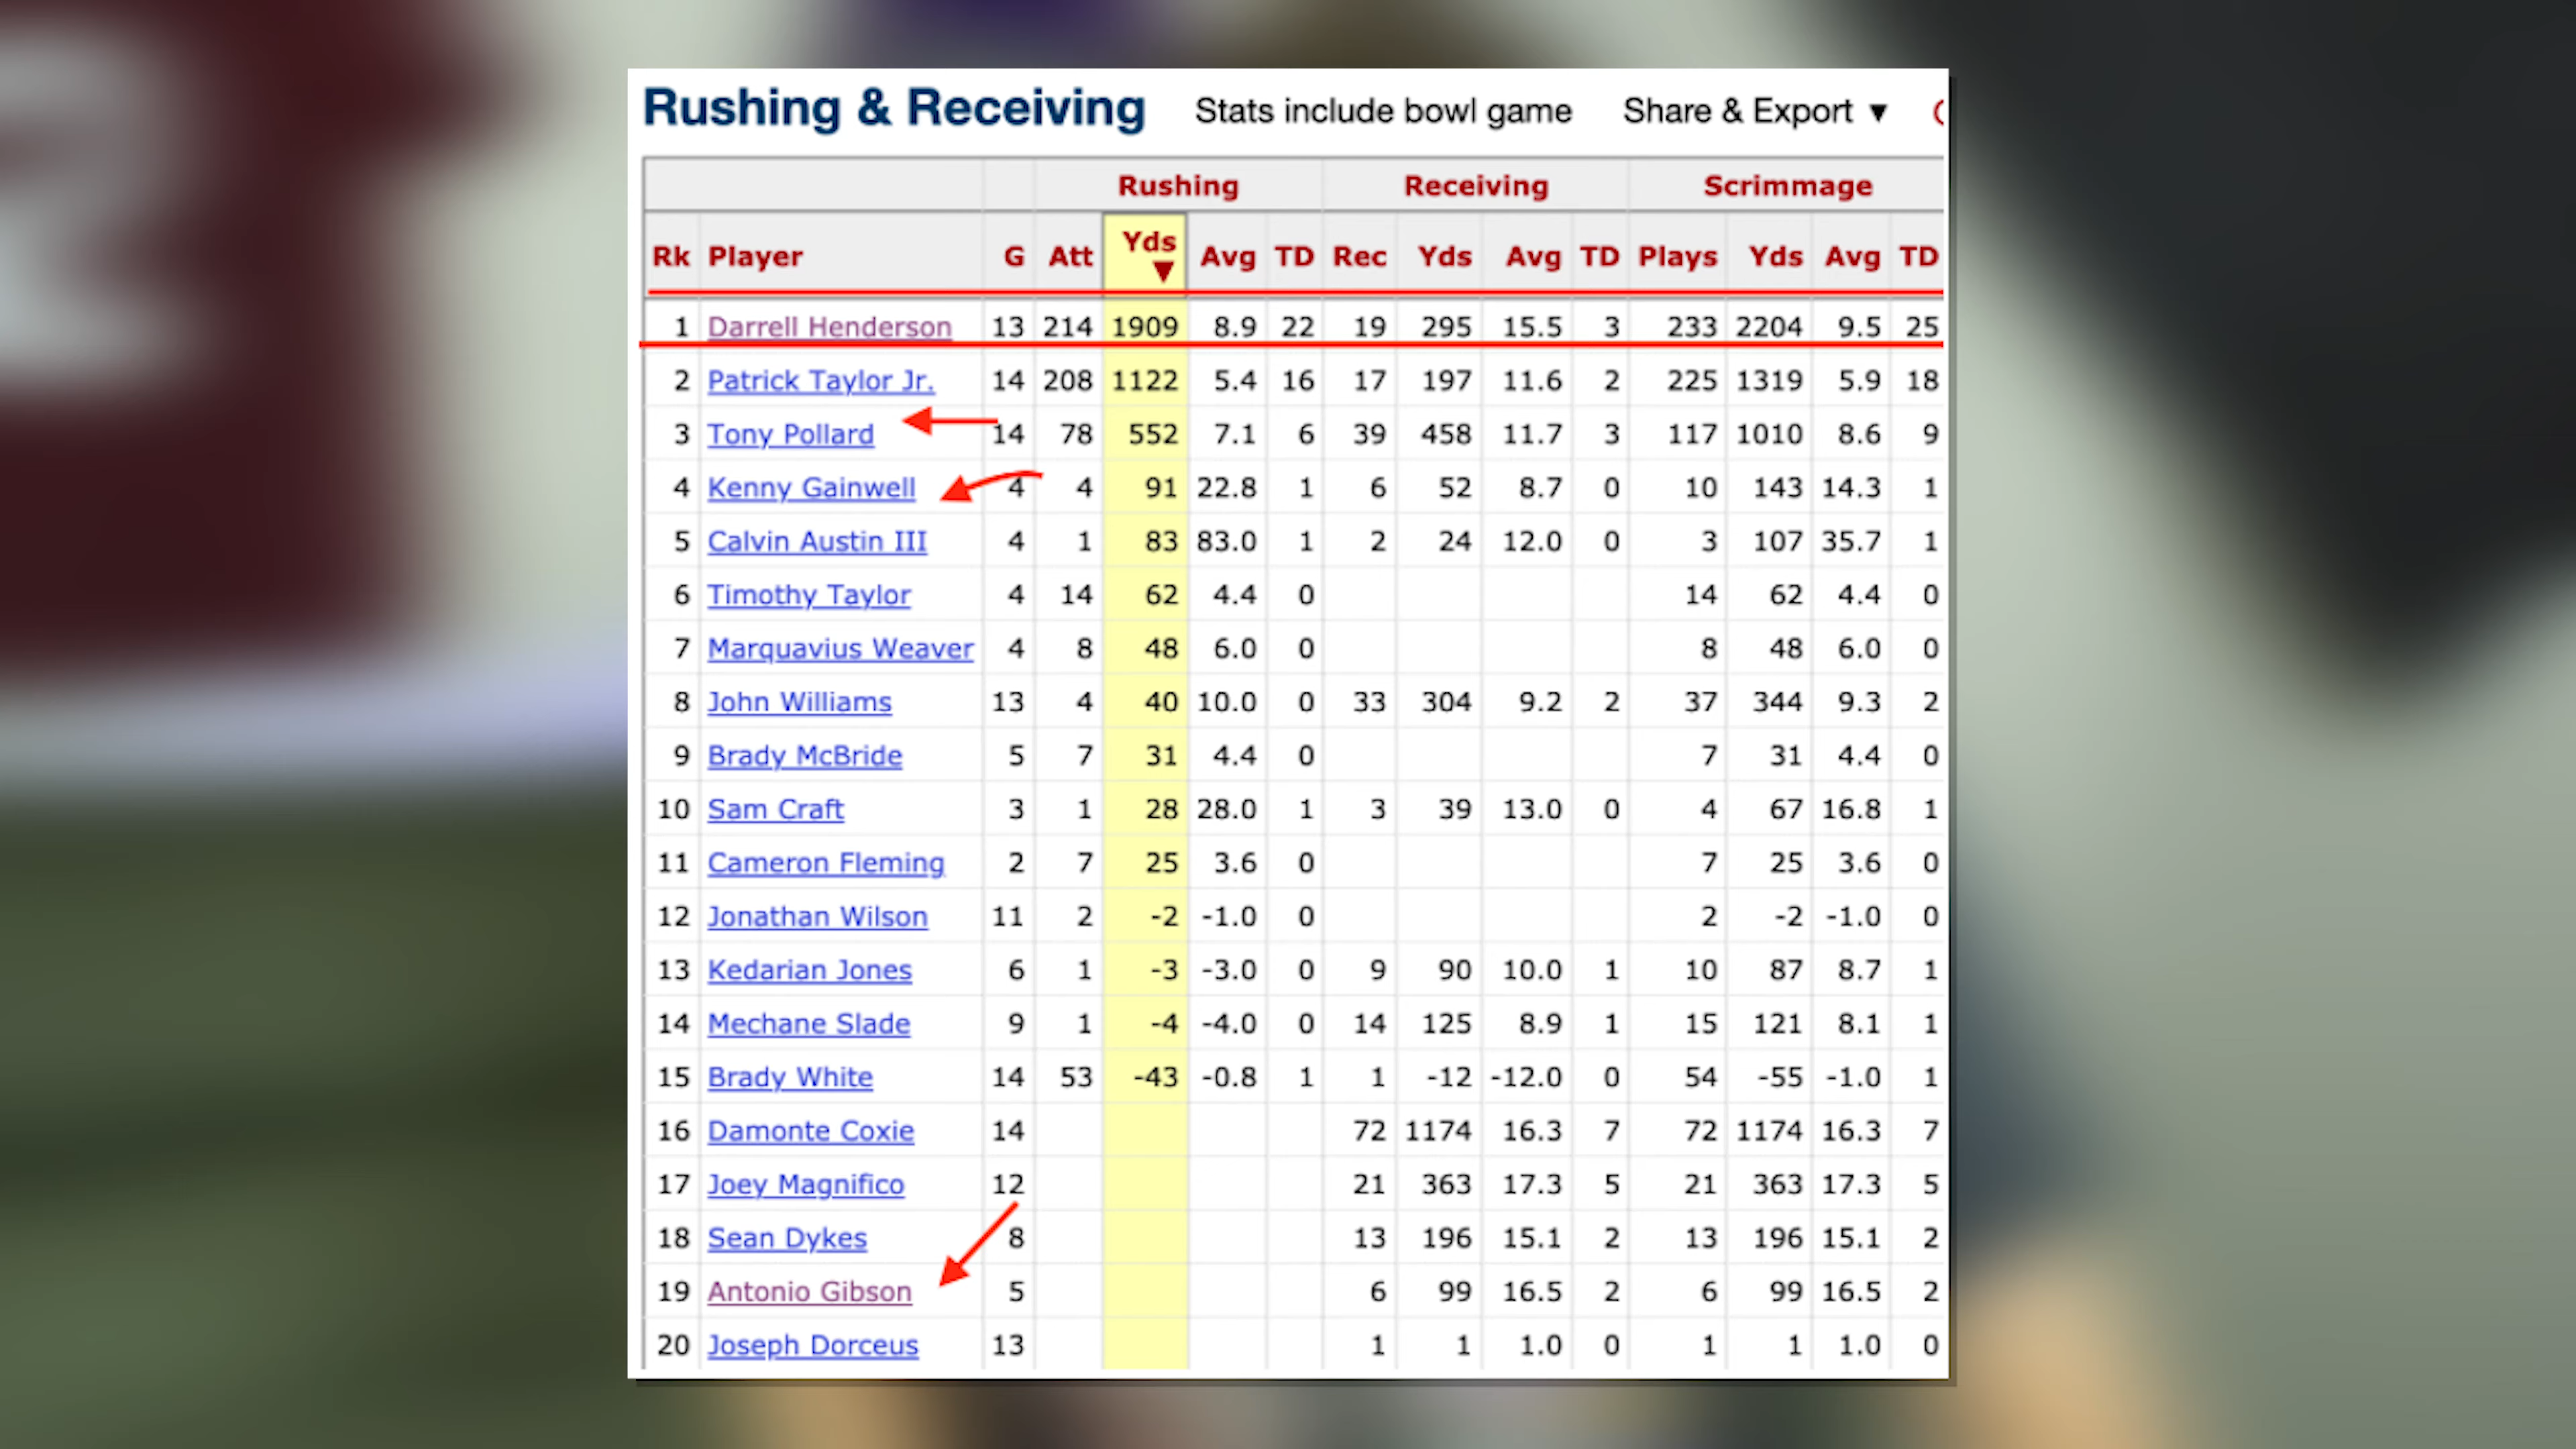 Rushing & Receiving Stats include bowl game Share & Export ▼
Rushing Receiving Scrimmage
Rk Player G Att Yds ▼ Avg TD Rec Yds Avg TD Plays Yds Avg TD
1 Darrell Henderson 13 214 1909 8.9 22 19 295 15.5 3 233 2204 9.5 25
2 Patrick Taylor Jr. 14 208 1122 5.4 16 17 197 11.6 2 225 1319 5.9 18
3 Tony Pollard 14 78 552 7.1 6 39 458 11.7 3 117 1010 8.6 9
4 Kenny Gainwell 4 4 91 22.8 1 6 52 8.7 0 10 143 14.3 1
5 Calvin Austin III 4 1 83 83.0 1 2 24 12.0 0 3 107 35.7 1
6 Timothy Taylor 4 14 62 4.4 0 14 62 4.4 0
7 Marquavius Weaver 4 8 48 6.0 0 8 48 6.0 0
8 John Williams 13 4 40 10.0 0 33 304 9.2 2 37 344 9.3 2
9 Brady McBride 5 7 31 4.4 0 7 31 4.4 0
10 Sam Craft 3 1 28 28.0 1 3 39 13.0 0 4 67 16.8 1
11 Cameron Fleming 2 7 25 3.6 0 7 25 3.6 0
12 Jonathan Wilson 11 2 -2 -1.0 0 2 -2 -1.0 0
13 Kedarian Jones 6 1 -3 -3.0 0 9 90 10.0 1 10 87 8.7 1
14 Mechane Slade 9 1 -4 -4.0 0 14 125 8.9 1 15 121 8.1 1
15 Brady White 14 53 -43 -0.8 1 1 -12 -12.0 0 54 -55 -1.0 1
16 Damonte Coxie 14 72 1174 16.3 7 72 1174 16.3 7
17 Joey Magnifico 12 21 363 17.3 5 21 363 17.3 5
18 Sean Dykes 8 13 196 15.1 2 13 196 15.1 2
19 Antonio Gibson 5 6 99 16.5 2 6 99 16.5 2
20 Joseph Dorceus 13 1 1 1.0 0 1 1 1.0 0